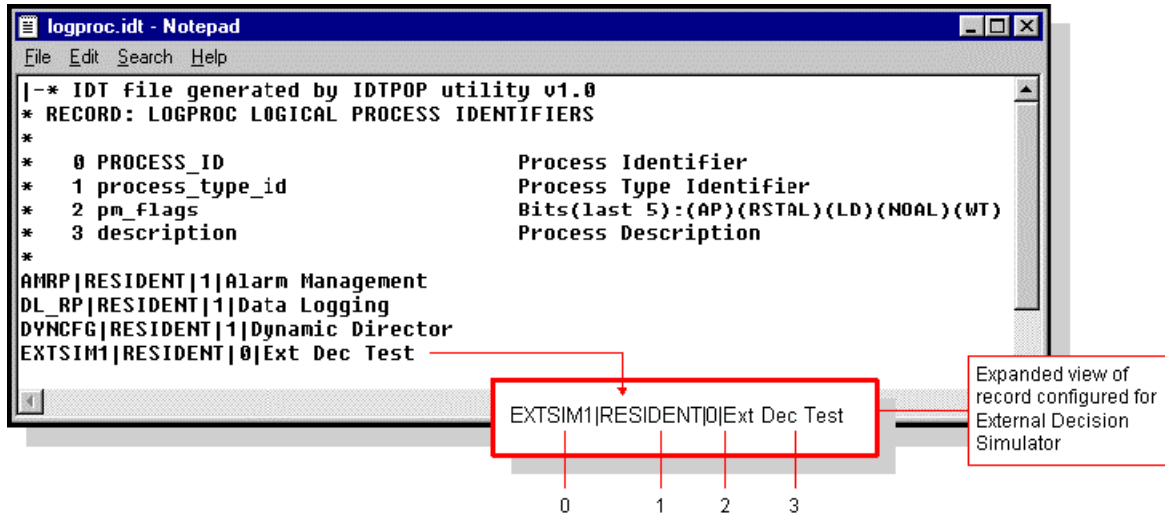 logproc.idt - Notepad
File Edit Search Help
|-* IDT file generated by IDTPOP utility v1.0
* RECORD: LOGPROC LOGICAL PROCESS IDENTIFIERS
*
* 0 PROCESS_ID Process Identifier
* 1 process_type_id Process Type Identifier
* 2 pm_flags Bits(last 5):(AP)(RSTAL)(LD)(NOAL)(WT)
* 3 description Process Description
*
AMRP|RESIDENT|1|Alarm Management
DL_RP|RESIDENT|1|Data Logging
DYNCFG|RESIDENT|1|Dynamic Director
EXTSIM1|RESIDENT|0|Ext Dec Test
EXTSIM1|RESIDENT|0|Ext Dec Test
0 1 2 3
Expanded view of
record configured for
External Decision
Simulator